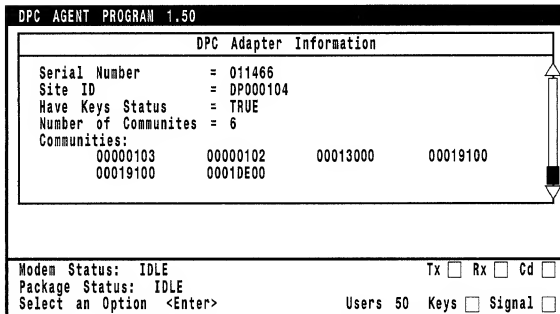 DPC AGENT PROGRAM 1.50
DPC Adapter Information
Serial Number = 011466
Site ID = DP000104
Have Keys Status = TRUE
Number of Communites = 6
Communities:
00000103 00000102 00013000 00019100
00019100 0001DE00
Modem Status: IDLE Tx Rx Cd
Package Status: IDLE
Select an Option <Enter> Users 50 Keys Signal